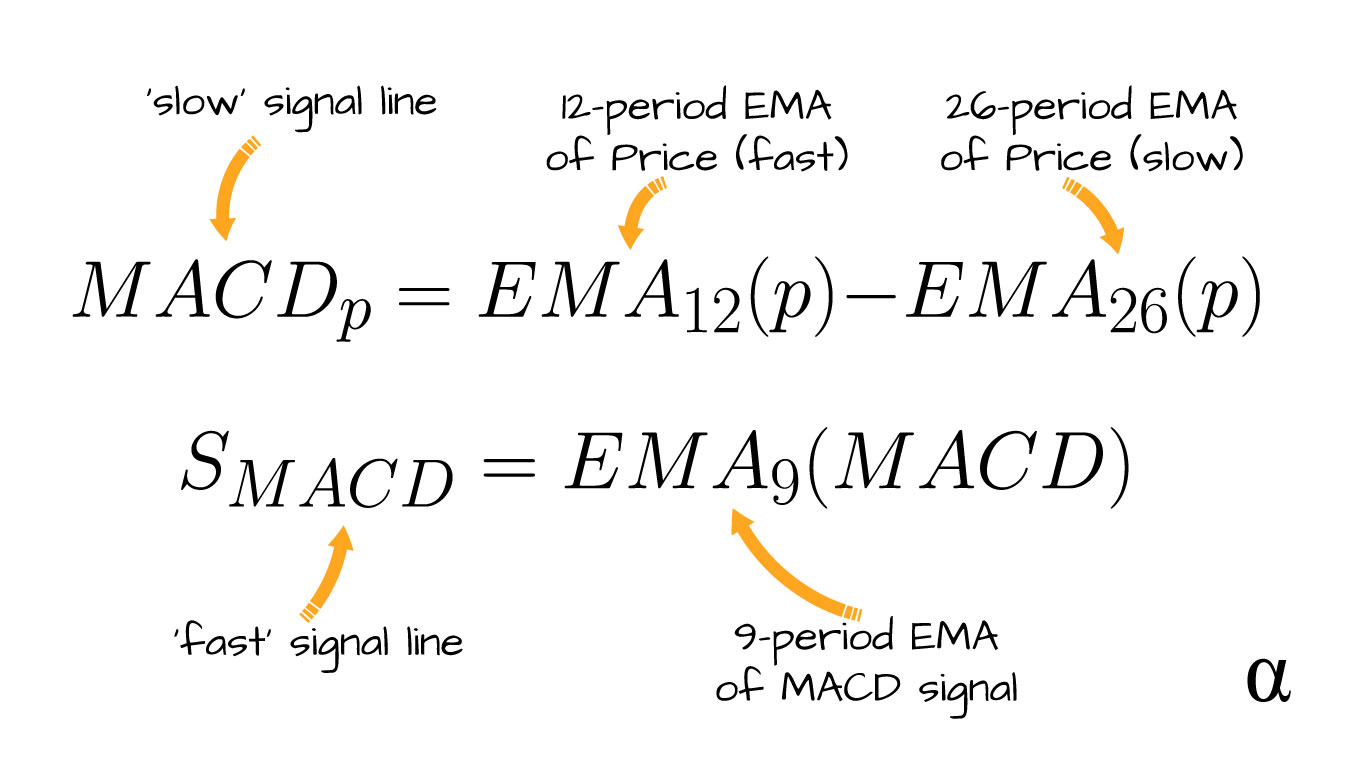 'slow' signal line
12-period EMA
of Price (fast)
26-period EMA
of Price (slow)
MACD_p = EMA_12(p) − EMA_26(p)
S_MACD = EMA_9(MACD)
'fast' signal line
9-period EMA
of MACD signal
α